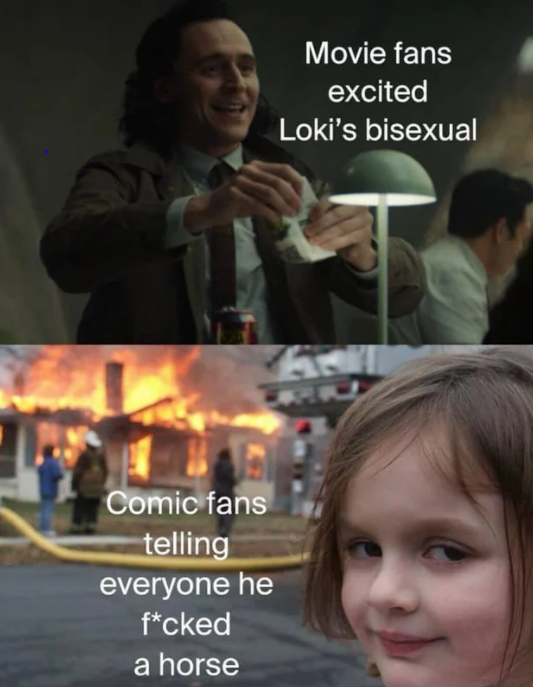 Movie fans
excited
Loki's bisexual
Comic fans
telling
everyone he
f*cked
a horse